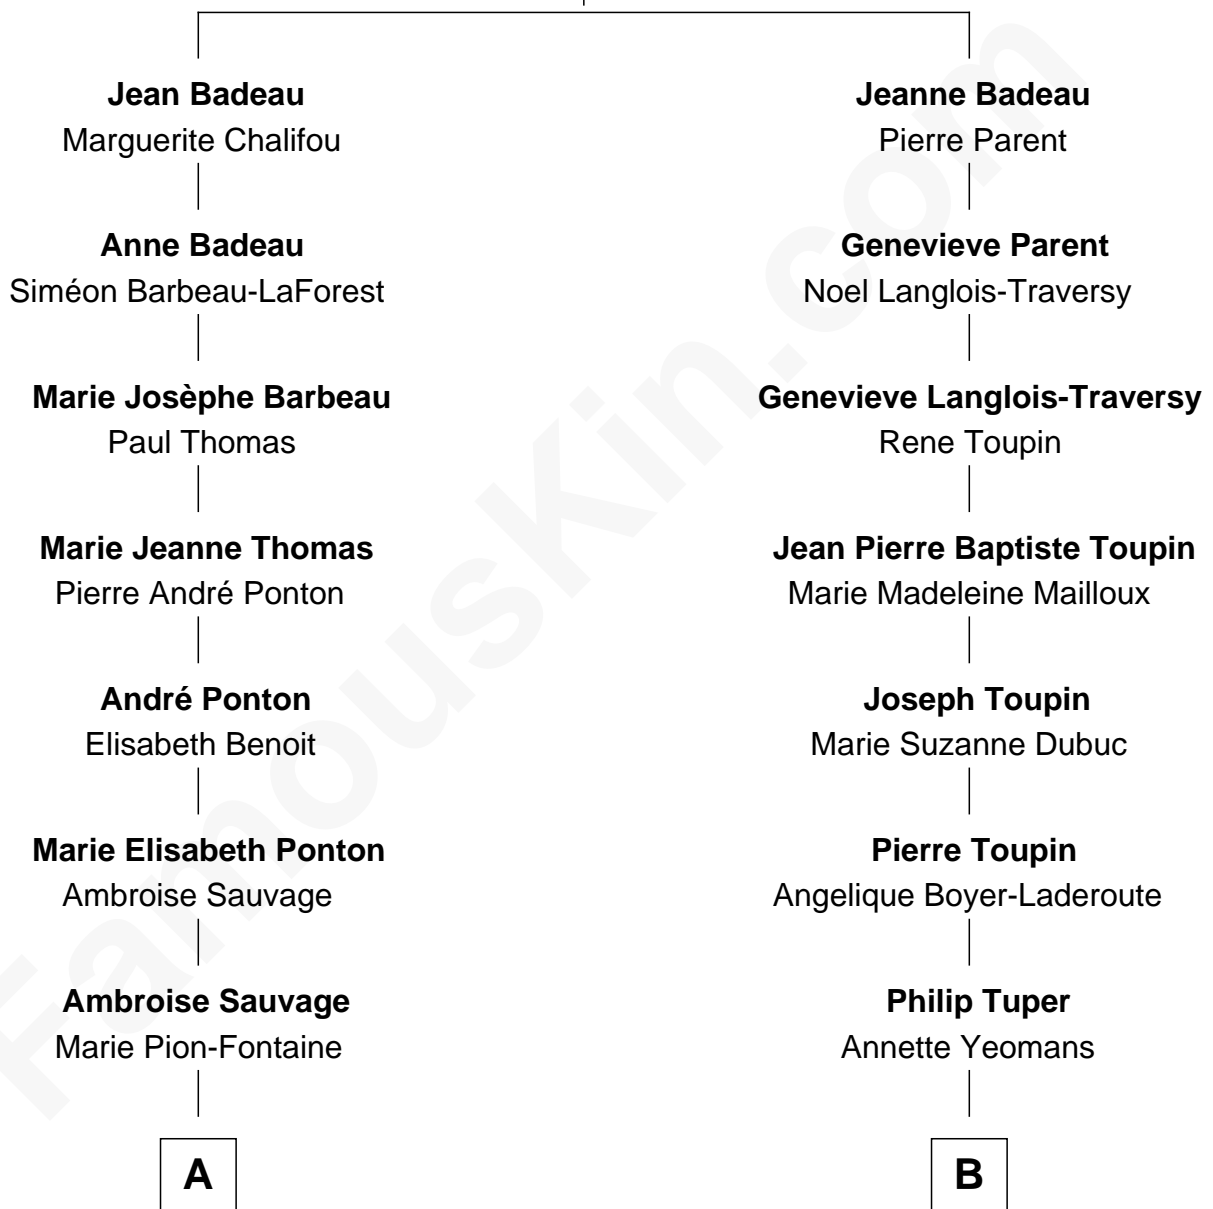 Jean Badeau
Marguerite Chalifou
Jeanne Badeau
Pierre Parent
Anne Badeau
Siméon Barbeau-LaForest
Genevieve Parent
Noel Langlois-Traversy
Marie Josèphe Barbeau
Paul Thomas
Genevieve Langlois-Traversy
Rene Toupin
Marie Jeanne Thomas
Pierre André Ponton
Jean Pierre Baptiste Toupin
Marie Madeleine Mailloux
André Ponton
Elisabeth Benoit
Joseph Toupin
Marie Suzanne Dubuc
Marie Elisabeth Ponton
Ambroise Sauvage
Pierre Toupin
Angelique Boyer-Laderoute
Ambroise Sauvage
Marie Pion-Fontaine
Philip Tuper
Annette Yeomans
A
B
FamousKin.com